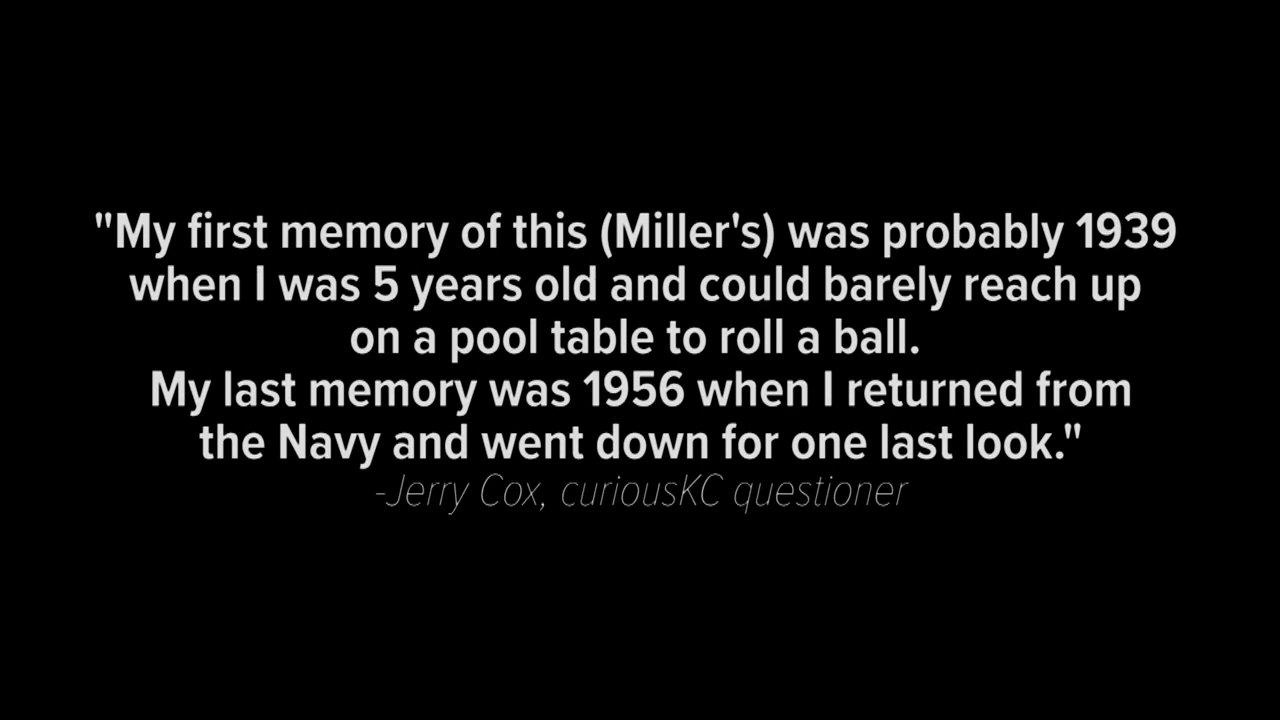 "My first memory of this (Miller's) was probably 1939
when I was 5 years old and could barely reach up
on a pool table to roll a ball.
My last memory was 1956 when I returned from
the Navy and went down for one last look."
-Jerry Cox, curiousKC questioner